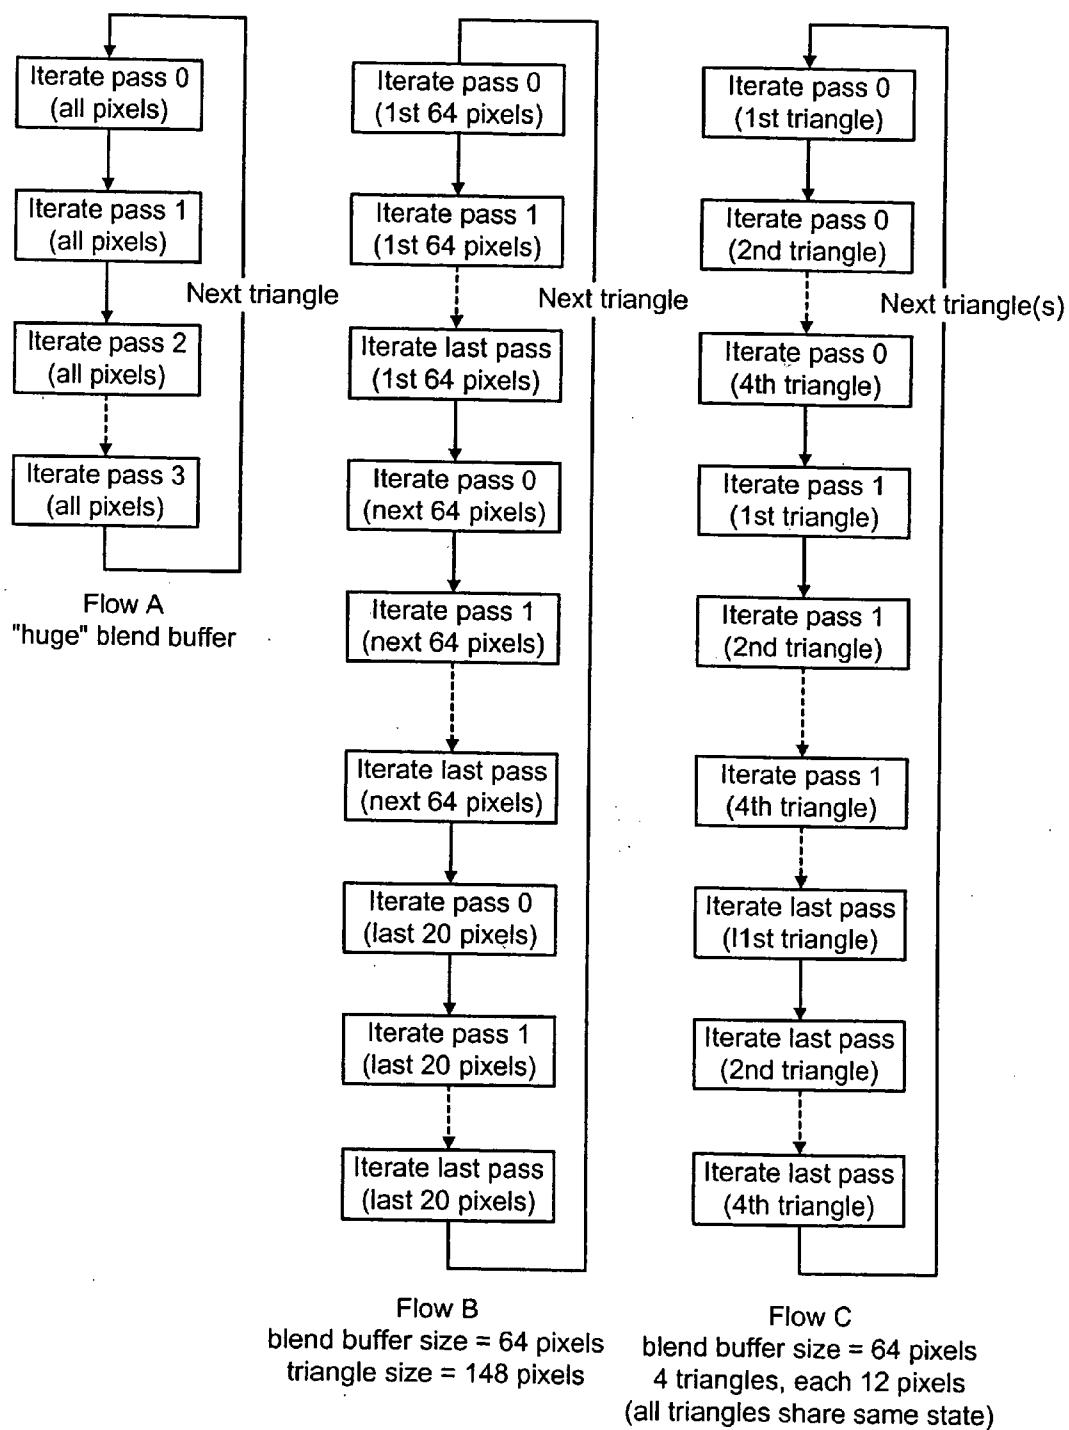 Iterate pass 0
(all pixels)
Iterate pass 1
(all pixels)
Next triangle
Iterate pass 2
(all pixels)
Iterate pass 3
(all pixels)
Flow A
"huge" blend buffer
Iterate pass 0
(1st 64 pixels)
Iterate pass 1
(1st 64 pixels)
Next triangle
Iterate last pass
(1st 64 pixels)
Iterate pass 0
(next 64 pixels)
Iterate pass 1
(next 64 pixels)
Iterate last pass
(next 64 pixels)
Iterate pass 0
(last 20 pixels)
Iterate pass 1
(last 20 pixels)
Iterate last pass
(last 20 pixels)
Flow B
blend buffer size = 64 pixels
triangle size = 148 pixels
Iterate pass 0
(1st triangle)
Iterate pass 0
(2nd triangle)
Next triangle(s)
Iterate pass 0
(4th triangle)
Iterate pass 1
(1st triangle)
Iterate pass 1
(2nd triangle)
Iterate pass 1
(4th triangle)
Iterate last pass
(l1st triangle)
Iterate last pass
(2nd triangle)
Iterate last pass
(4th triangle)
Flow C
blend buffer size = 64 pixels
4 triangles, each 12 pixels
(all triangles share same state)